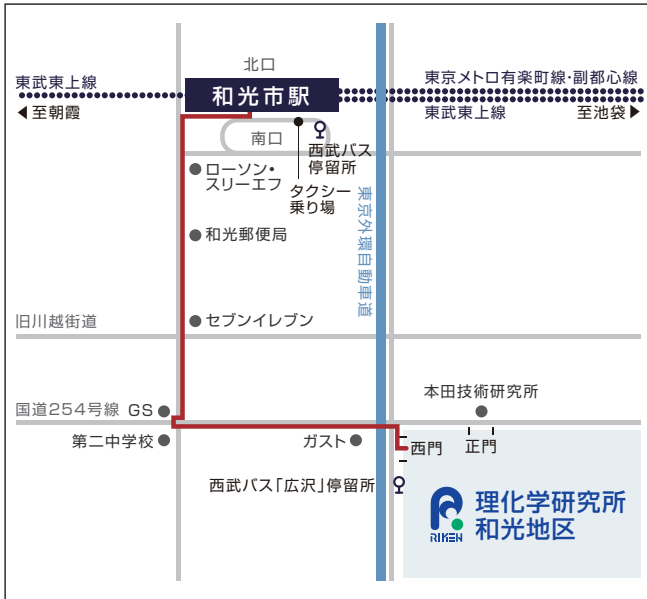 北口
東武東上線
和光市駅
東京メトロ有楽町線・副都心線
至朝霞
東武東上線
至池袋
南口
西武バス
停留所
ローソン・
スリーエフ
タクシー
乗り場
東京外環自動車道
和光郵便局
旧川越街道
セブンイレブン
本田技術研究所
国道254号線
GS
第二中学校
ガスト
西門
正門
西武バス「広沢」停留所
RIKEN
理化学研究所
和光地区